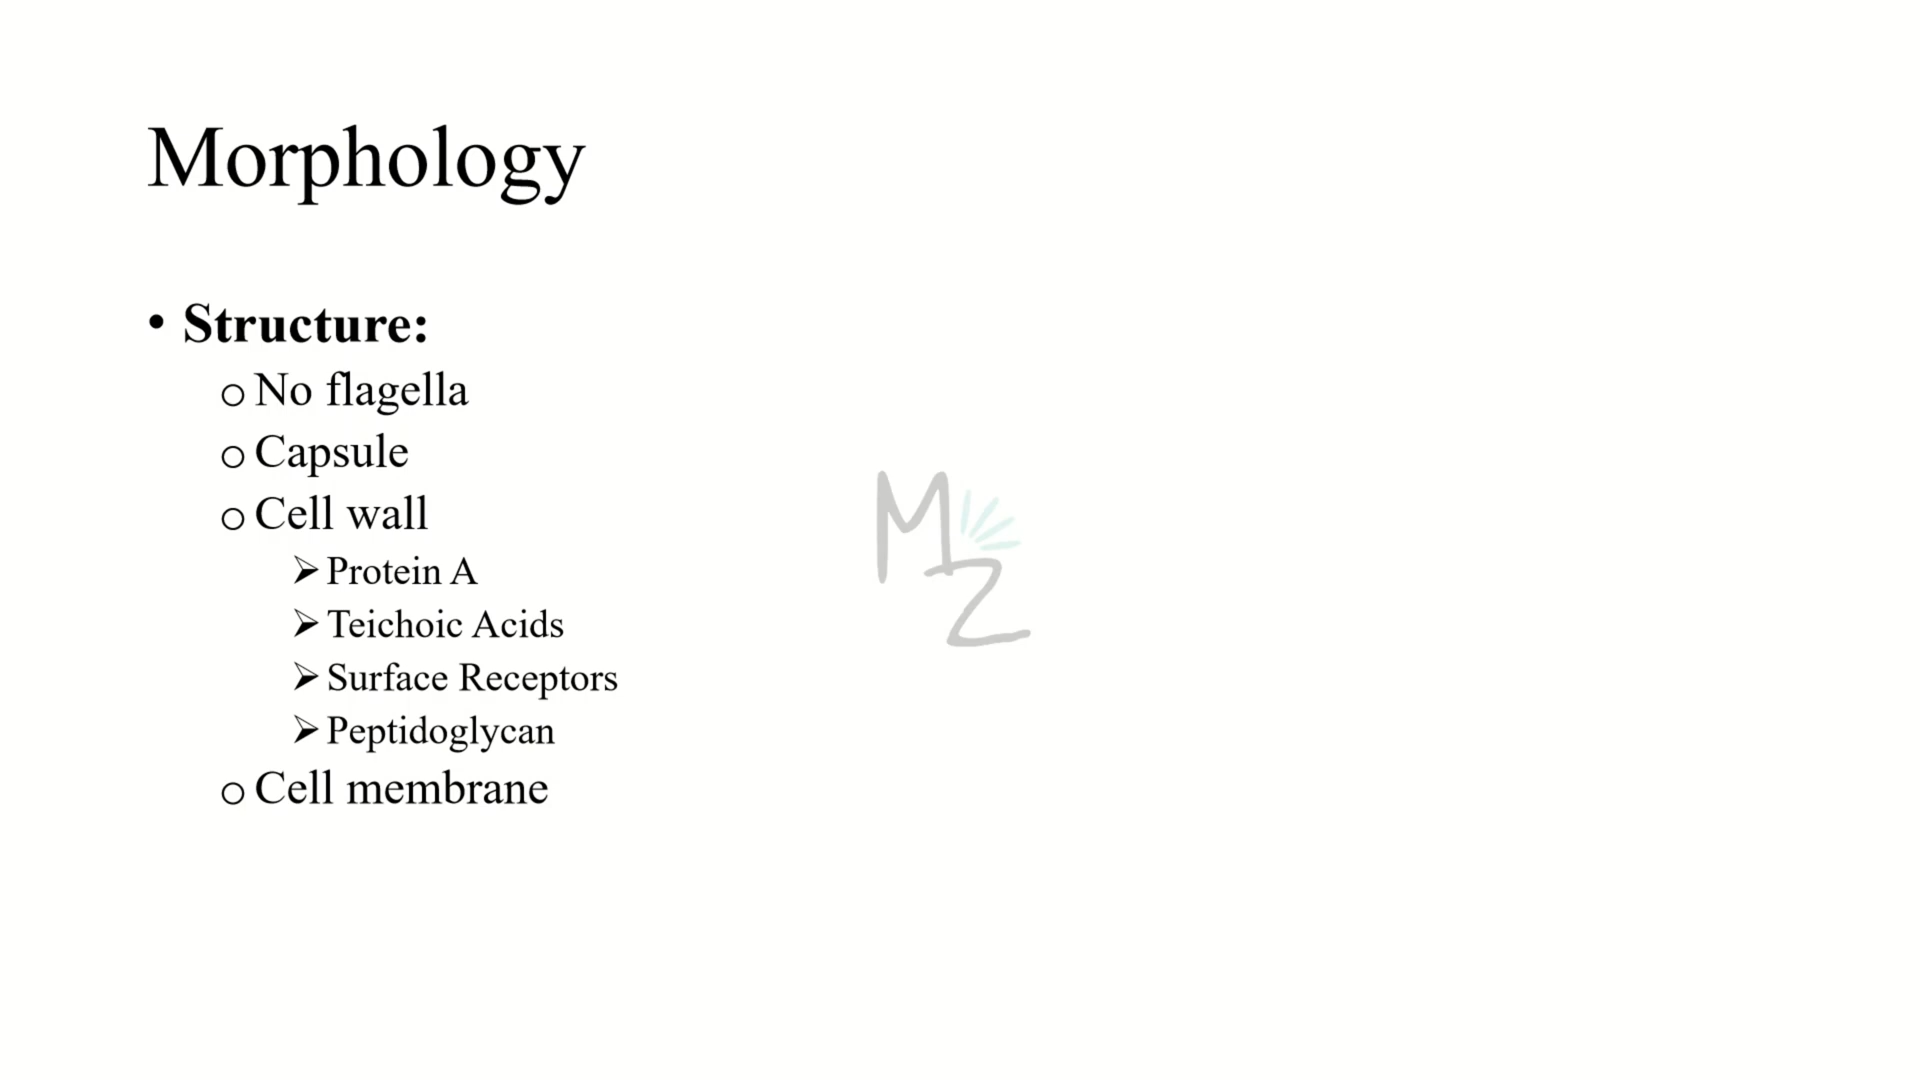 Morphology
• Structure:
o No flagella
o Capsule
o Cell wall
➢ Protein A
➢ Teichoic Acids
➢ Surface Receptors
➢ Peptidoglycan
o Cell membrane
MZ